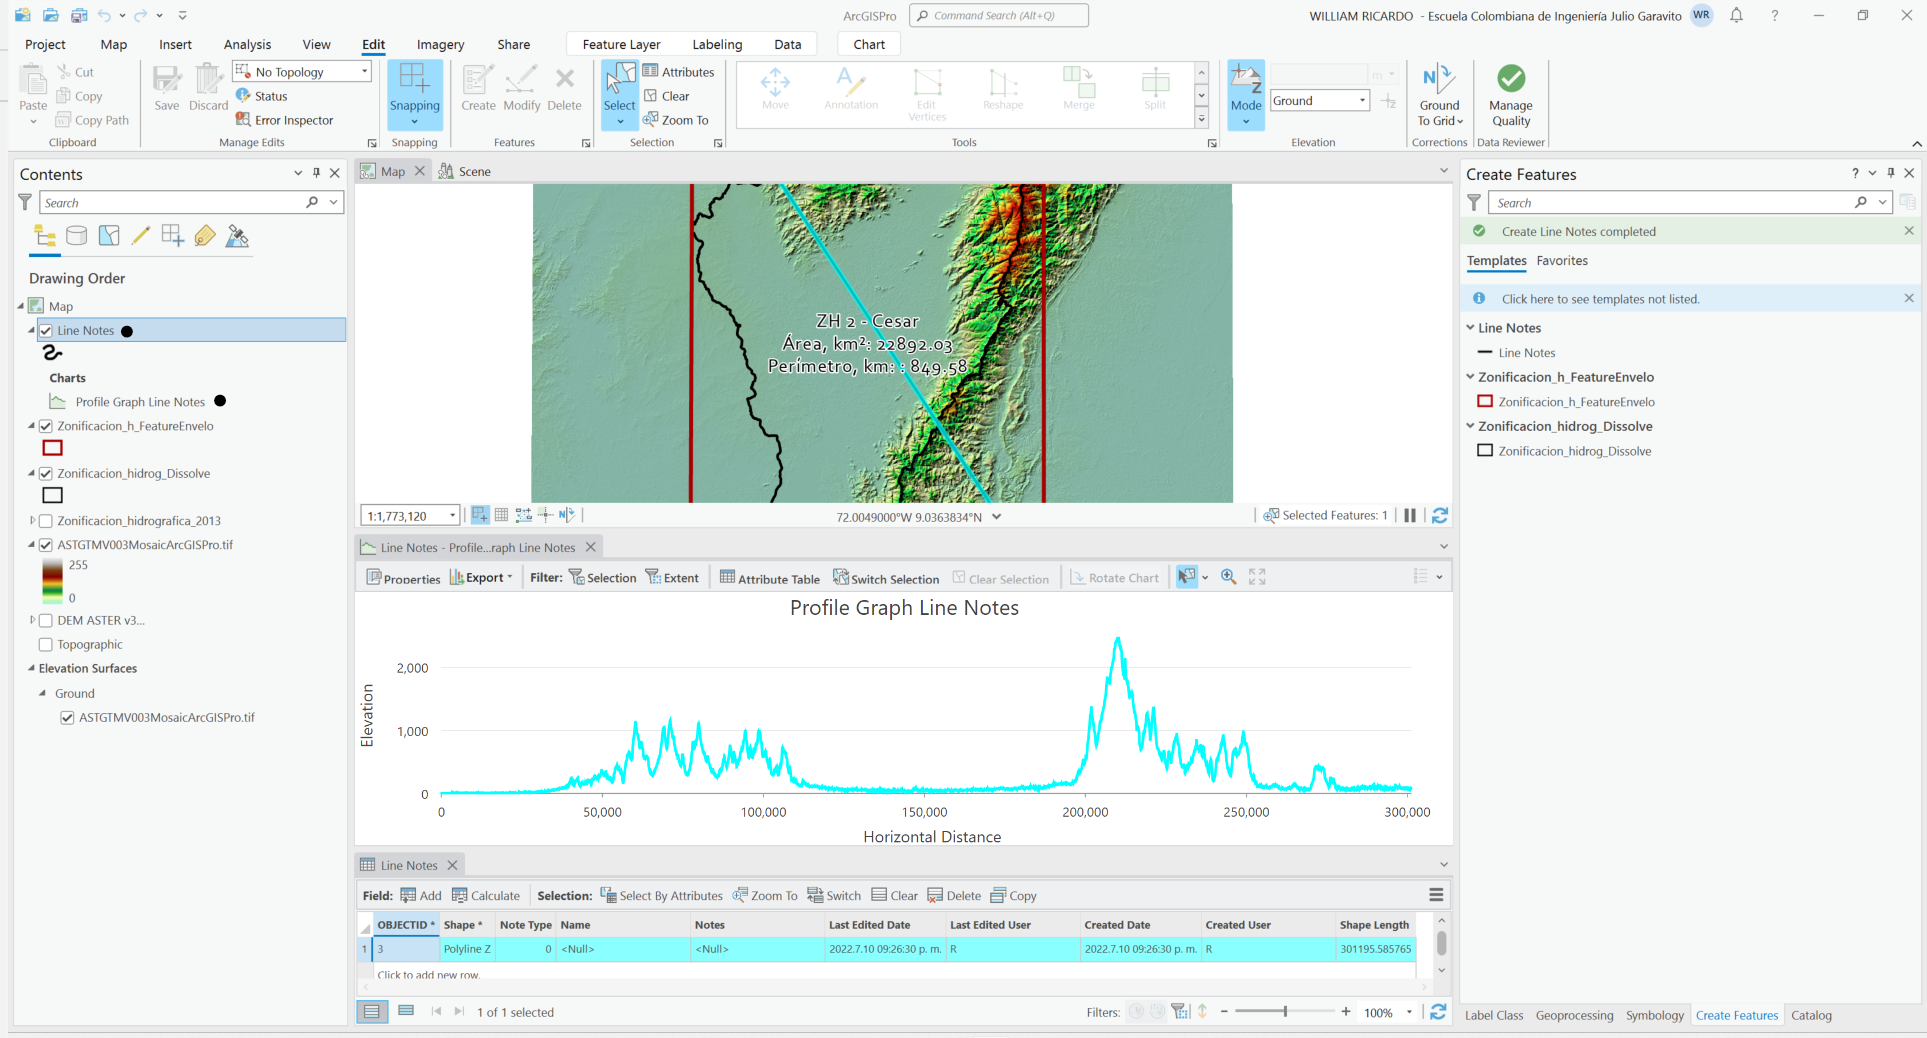 ArcGISPro
Command Search (Alt+Q)
WILLIAM RICARDO - Escuela Colombiana de Ingeniería Julio Garavito
WR
?
Project Map Insert Analysis View Edit Imagery Share Feature Layer Labeling Data Chart
Paste
Cut
Copy
Copy Path
Clipboard
Save
Discard
No Topology
Status
Error Inspector
Manage Edits
Snapping
Snapping
Create
Modify
Delete
Features
Select
Attributes
Clear
Zoom To
Selection
Move
Annotation
Edit
Vertices
Reshape
Merge
Split
Tools
Mode
Ground
m
Elevation
Ground
To Grid
Corrections
Manage
Quality
Data Reviewer
Contents
Search
Drawing Order
Map
Line Notes
Charts
Profile Graph Line Notes
Zonificacion_h_FeatureEnvelo
Zonificacion_hidrog_Dissolve
Zonificacion_hidrografica_2013
ASTGTMV003MosaicArcGISPro.tif
255
0
DEM ASTER v3...
Topographic
Elevation Surfaces
Ground
ASTGTMV003MosaicArcGISPro.tif
Map
Scene
ZH 2 - Cesar
Área, km²: 22892.03
Perímetro, km: : 849.58
1:1,773,120
72.0049000°W 9.0363834°N
Selected Features: 1
Line Notes - Profile...raph Line Notes
Properties
Export
Filter:
Selection
Extent
Attribute Table
Switch Selection
Clear Selection
Rotate Chart
Profile Graph Line Notes
Elevation
2,000
1,000
0
0 50,000 100,000 150,000 200,000 250,000 300,000
Horizontal Distance
Line Notes
Field: Add Calculate Selection: Select By Attributes Zoom To Switch Clear Delete Copy
OBJECTID * Shape * Note Type Name Notes Last Edited Date Last Edited User Created Date Created User Shape Length
1 3 Polyline Z 0 <Null> <Null> 2022.7.10 09:26:30 p. m. R 2022.7.10 09:26:30 p. m. R 301195.585765
Click to add new row.
1 of 1 selected
Filters:
100%
Create Features
?
Search
Create Line Notes completed
Templates Favorites
Click here to see templates not listed.
Line Notes
Line Notes
Zonificacion_h_FeatureEnvelo
Zonificacion_h_FeatureEnvelo
Zonificacion_hidrog_Dissolve
Zonificacion_hidrog_Dissolve
Label Class Geoprocessing Symbology Create Features Catalog